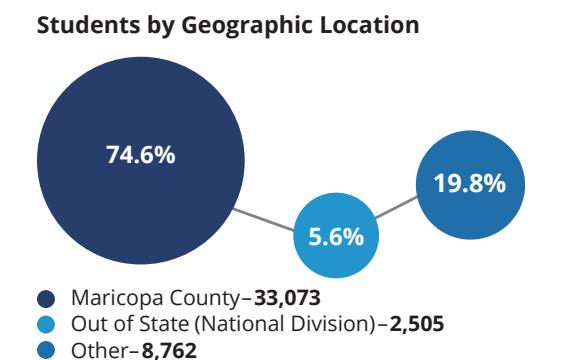 Students by Geographic Location
74.6%
19.8%
5.6%
Maricopa County–33,073
Out of State (National Division)–2,505
Other–8,762